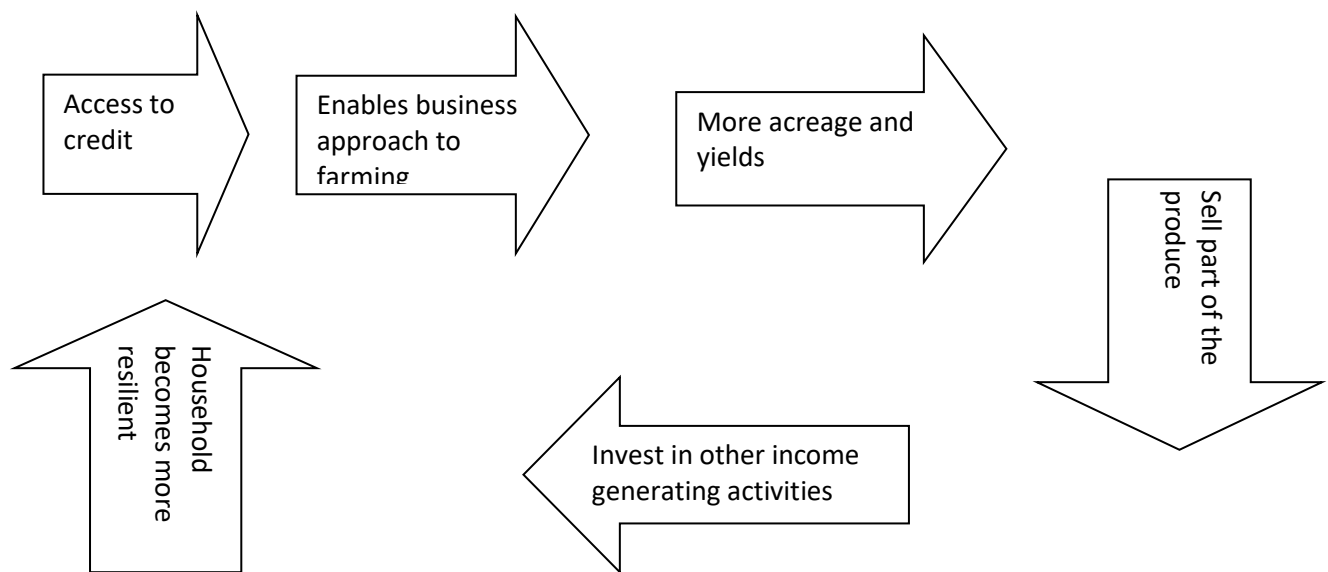 Access to
credit
Enables business
approach to
farming
More acreage and
yields
Sell part of the
produce
Invest in other income
generating activities
Household
becomes more
resilient